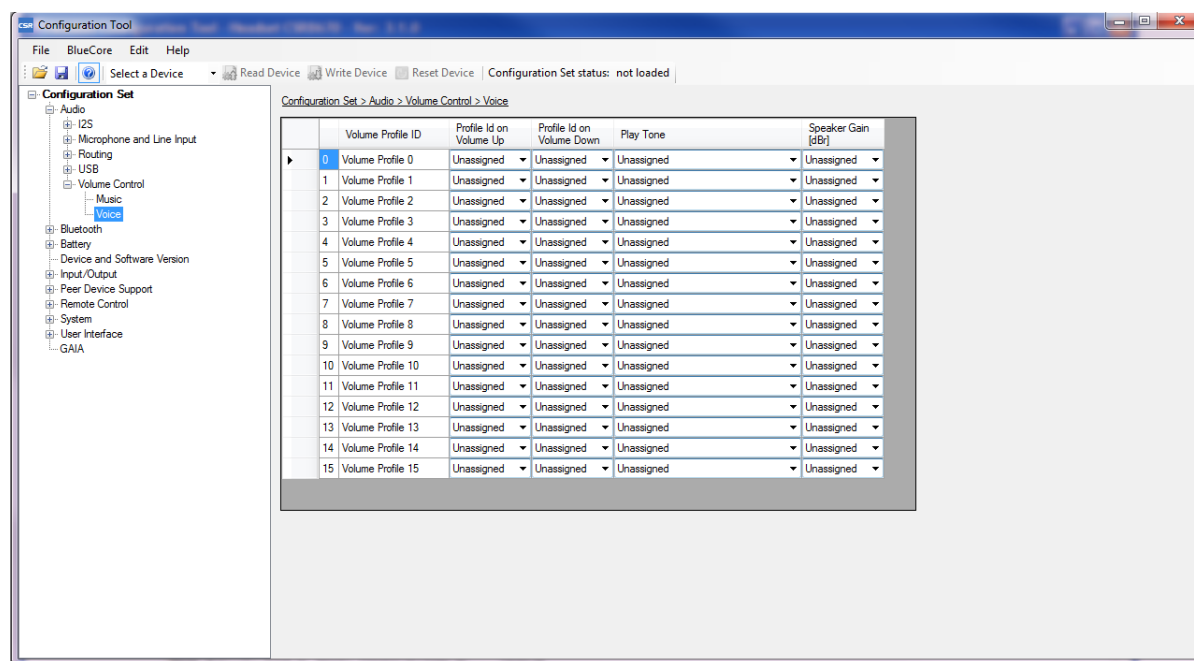 CSR Configuration Tool
File BlueCore Edit Help
Select a Device Read Device Write Device Reset Device Configuration Set status: not loaded
Configuration Set
Audio
I2S
Microphone and Line Input
Routing
USB
Volume Control
Music
Voice
Bluetooth
Battery
Device and Software Version
Input/Output
Peer Device Support
Remote Control
System
User Interface
GAIA
Configuration Set > Audio > Volume Control > Voice
Volume Profile ID Profile Id on Volume Up Profile Id on Volume Down Play Tone Speaker Gain [dBr]
0 Volume Profile 0 Unassigned Unassigned Unassigned Unassigned
1 Volume Profile 1 Unassigned Unassigned Unassigned Unassigned
2 Volume Profile 2 Unassigned Unassigned Unassigned Unassigned
3 Volume Profile 3 Unassigned Unassigned Unassigned Unassigned
4 Volume Profile 4 Unassigned Unassigned Unassigned Unassigned
5 Volume Profile 5 Unassigned Unassigned Unassigned Unassigned
6 Volume Profile 6 Unassigned Unassigned Unassigned Unassigned
7 Volume Profile 7 Unassigned Unassigned Unassigned Unassigned
8 Volume Profile 8 Unassigned Unassigned Unassigned Unassigned
9 Volume Profile 9 Unassigned Unassigned Unassigned Unassigned
10 Volume Profile 10 Unassigned Unassigned Unassigned Unassigned
11 Volume Profile 11 Unassigned Unassigned Unassigned Unassigned
12 Volume Profile 12 Unassigned Unassigned Unassigned Unassigned
13 Volume Profile 13 Unassigned Unassigned Unassigned Unassigned
14 Volume Profile 14 Unassigned Unassigned Unassigned Unassigned
15 Volume Profile 15 Unassigned Unassigned Unassigned Unassigned